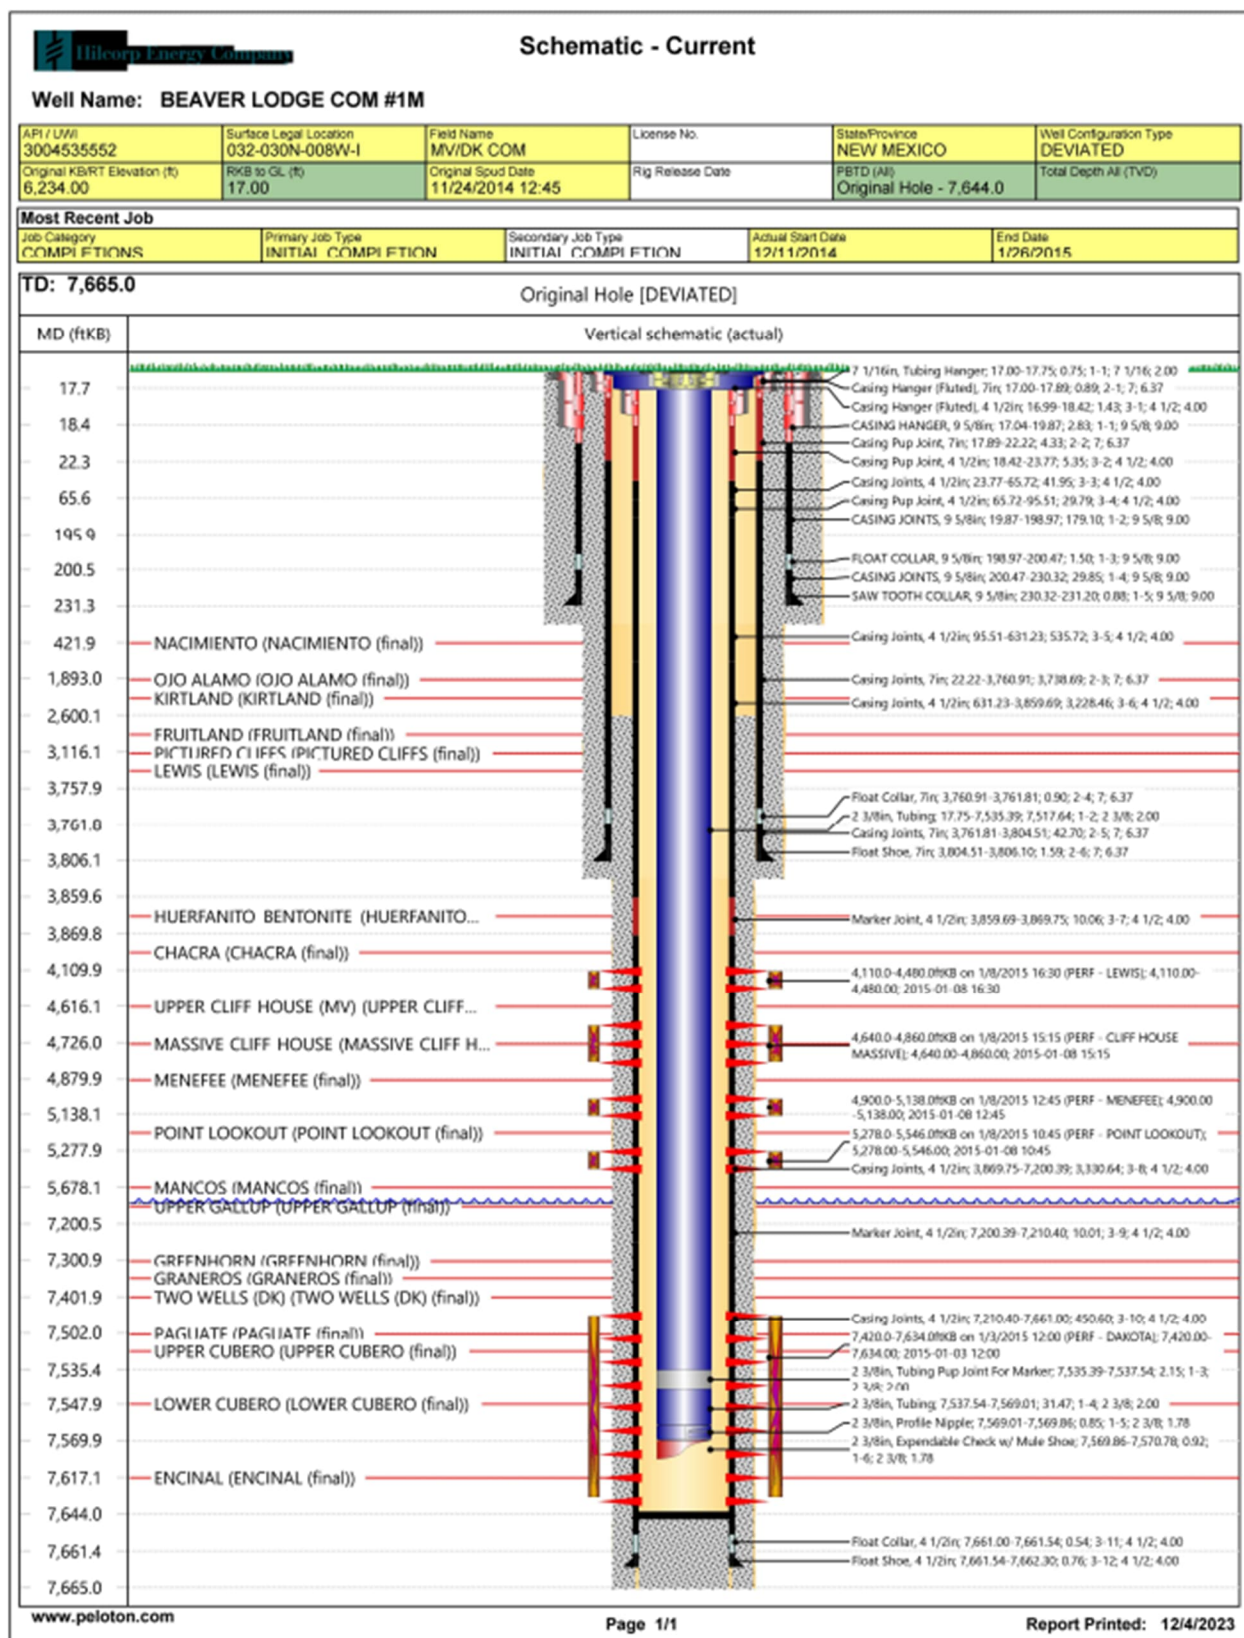 Hilcorp Energy Company
Schematic - Current
Well Name: BEAVER LODGE COM #1M
API / UWI
3004535552
Surface Legal Location
032-030N-008W-I
Field Name
MV/DK COM
License No.
State/Province
NEW MEXICO
Well Configuration Type
DEVIATED
Original KB/RT Elevation (ft)
6,234.00
RKB to GL (ft)
17.00
Original Spud Date
11/24/2014 12:45
Rig Release Date
PBTD (All)
Original Hole - 7,644.0
Total Depth All (TVD)
Most Recent Job
Job Category
COMPLETIONS
Primary Job Type
INITIAL COMPLETION
Secondary Job Type
INITIAL COMPLETION
Actual Start Date
12/11/2014
End Date
1/26/2015
TD: 7,665.0
Original Hole [DEVIATED]
MD (ftKB)
Vertical schematic (actual)
17.7
18.4
22.3
65.6
195.9
200.5
231.3
421.9
1,893.0
2,600.1
3,116.1
3,757.9
3,761.8
3,806.1
3,859.6
3,869.8
4,109.9
4,616.1
4,726.0
4,879.9
5,138.1
5,277.9
5,678.1
7,200.5
7,300.9
7,401.9
7,502.0
7,535.4
7,547.9
7,569.9
7,617.1
7,644.0
7,661.4
7,665.0
NACIMIENTO (NACIMIENTO (final))
OJO ALAMO (OJO ALAMO (final))
KIRTLAND (KIRTLAND (final))
FRUITLAND (FRUITLAND (final))
PICTURED CLIFFS (PICTURED CLIFFS (final))
LEWIS (LEWIS (final))
HUERFANITO BENTONITE (HUERFANITO...
CHACRA (CHACRA (final))
UPPER CLIFF HOUSE (MV) (UPPER CLIFF...
MASSIVE CLIFF HOUSE (MASSIVE CLIFF H...
MENEFEE (MENEFEE (final))
POINT LOOKOUT (POINT LOOKOUT (final))
MANCOS (MANCOS (final))
UPPER GALLUP (UPPER GALLUP (final))
GREENHORN (GREENHORN (final))
GRANEROS (GRANEROS (final))
TWO WELLS (DK) (TWO WELLS (DK) (final))
PAGUATE (PAGUATE (final))
UPPER CUBERO (UPPER CUBERO (final))
LOWER CUBERO (LOWER CUBERO (final))
ENCINAL (ENCINAL (final))
7 1/16in, Tubing Hanger; 17.00-17.75; 0.75; 1-1; 7 1/16; 2.00
Casing Hanger (Fluted), 7in; 17.00-17.89; 0.89; 2-1; 7; 6.37
Casing Hanger (Fluted), 4 1/2in; 16.99-18.42; 1.43; 3-1; 4 1/2; 4.00
CASING HANGER, 9 5/8in; 17.04-19.87; 2.83; 1-1; 9 5/8; 9.00
Casing Pup Joint, 7in; 17.89-22.22; 4.33; 2-2; 7; 6.37
Casing Pup Joint, 4 1/2in; 18.42-23.77; 5.35; 3-2; 4 1/2; 4.00
Casing Joints, 4 1/2in; 23.77-65.72; 41.95; 3-3; 4 1/2; 4.00
Casing Pup Joint, 4 1/2in; 65.72-95.51; 29.79; 3-4; 4 1/2; 4.00
CASING JOINTS, 9 5/8in; 19.87-198.97; 179.10; 1-2; 9 5/8; 9.00
FLOAT COLLAR, 9 5/8in; 198.97-200.47; 1.50; 1-3; 9 5/8; 9.00
CASING JOINTS, 9 5/8in; 200.47-230.32; 29.85; 1-4; 9 5/8; 9.00
SAW TOOTH COLLAR, 9 5/8in; 230.32-231.20; 0.88; 1-5; 9 5/8; 9.00
Casing Joints, 4 1/2in; 95.51-631.23; 535.72; 3-5; 4 1/2; 4.00
Casing Joints, 7in; 22.22-3,760.91; 3,738.69; 2-3; 7; 6.37
Casing Joints, 4 1/2in; 631.23-3,859.69; 3,228.46; 3-6; 4 1/2; 4.00
Float Collar, 7in; 3,760.91-3,761.81; 0.90; 2-4; 7; 6.37
2 3/8in, Tubing; 17.75-7,535.39; 7,517.64; 1-2; 2 3/8; 2.00
Casing Joints, 7in; 3,761.81-3,804.51; 42.70; 2-5; 7; 6.37
Float Shoe, 7in; 3,804.51-3,806.10; 1.59; 2-6; 7; 6.37
Marker Joint, 4 1/2in; 3,859.69-3,869.75; 10.06; 3-7; 4 1/2; 4.00
4,110.0-4,480.0ftKB on 1/8/2015 16:30 (PERF - LEWIS); 4,110.00-
4,480.00; 2015-01-08 16:30
4,640.0-4,860.0ftKB on 1/8/2015 15:15 (PERF - CLIFF HOUSE
MASSIVE); 4,640.00-4,860.00; 2015-01-08 15:15
4,900.0-5,138.0ftKB on 1/8/2015 12:45 (PERF - MENEFEE); 4,900.00
-5,138.00; 2015-01-08 12:45
5,278.0-5,546.0ftKB on 1/8/2015 10:45 (PERF - POINT LOOKOUT);
5,278.00-5,546.00; 2015-01-08 10:45
Casing Joints, 4 1/2in; 3,869.75-7,200.39; 3,330.64; 3-8; 4 1/2; 4.00
Marker Joint, 4 1/2in; 7,200.39-7,210.40; 10.01; 3-9; 4 1/2; 4.00
Casing Joints, 4 1/2in; 7,210.40-7,661.00; 450.60; 3-10; 4 1/2; 4.00
7,420.0-7,634.0ftKB on 1/3/2015 12:00 (PERF - DAKOTA); 7,420.00-
7,634.00; 2015-01-03 12:00
2 3/8in, Tubing Pup Joint For Marker; 7,535.39-7,537.54; 2.15; 1-3;
2 3/8; 2.00
2 3/8in, Tubing; 7,537.54-7,569.01; 31.47; 1-4; 2 3/8; 2.00
2 3/8in, Profile Nipple; 7,569.01-7,569.86; 0.85; 1-5; 2 3/8; 1.78
2 3/8in, Expendable Check w/ Mule Shoe; 7,569.86-7,570.78; 0.92;
1-6; 2 3/8; 1.78
Float Collar, 4 1/2in; 7,661.00-7,661.54; 0.54; 3-11; 4 1/2; 4.00
Float Shoe, 4 1/2in; 7,661.54-7,662.30; 0.76; 3-12; 4 1/2; 4.00
www.peloton.com
Page 1/1
Report Printed: 12/4/2023